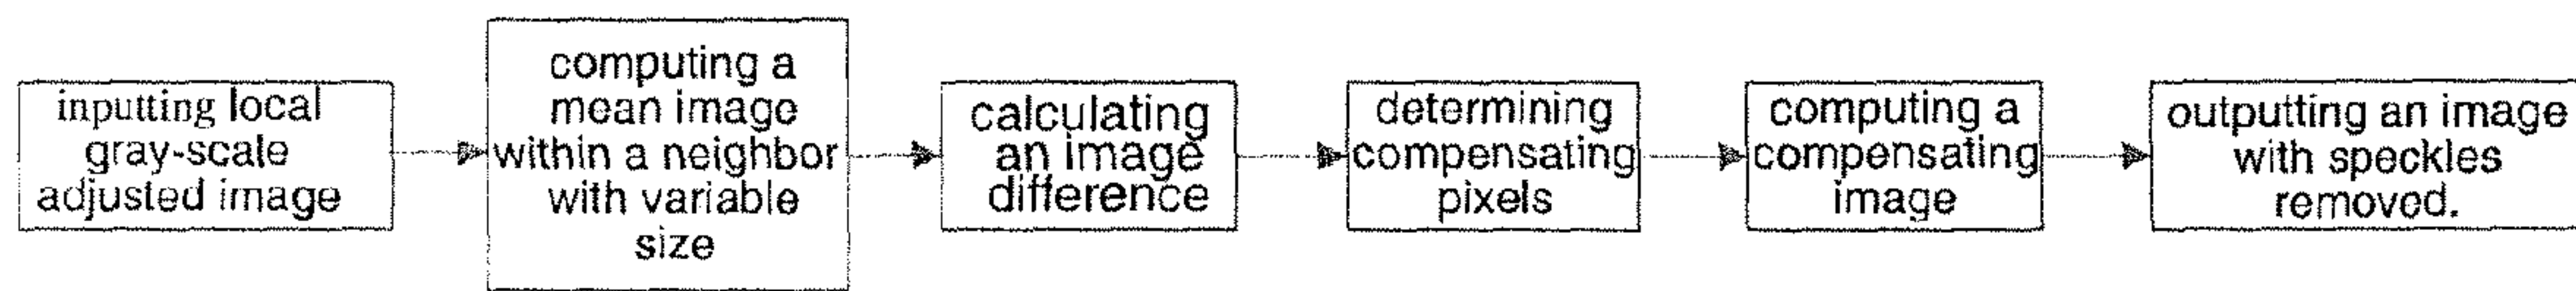 inputting local
gray-scale
adjusted image
computing a
mean image
within a neighbor
with variable
size
calculating
an image
difference
determining
compensating
pixels
computing a
compensating
image
outputting an image
with speckles
removed.